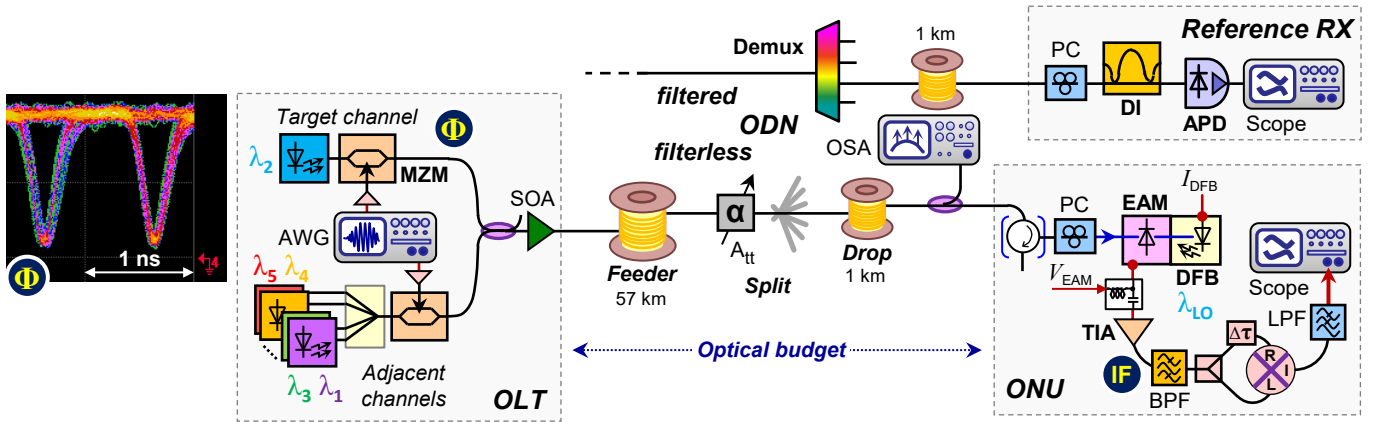 1 ns
4
Φ
Target channel
Φ
λ2
MZM
AWG
SOA
λ5 λ4
λ3 λ1
Adjacent
channels
OLT
Feeder
57 km
α
Att
Split
Drop
1 km
Optical budget
filtered
ODN
filterless
Demux
1 km
OSA
Reference RX
PC
DI
APD
Scope
IDFB
PC
EAM
VEAM
DFB
λLO
Scope
TIA
LPF
Δτ
IF
BPF
R
L
I
ONU